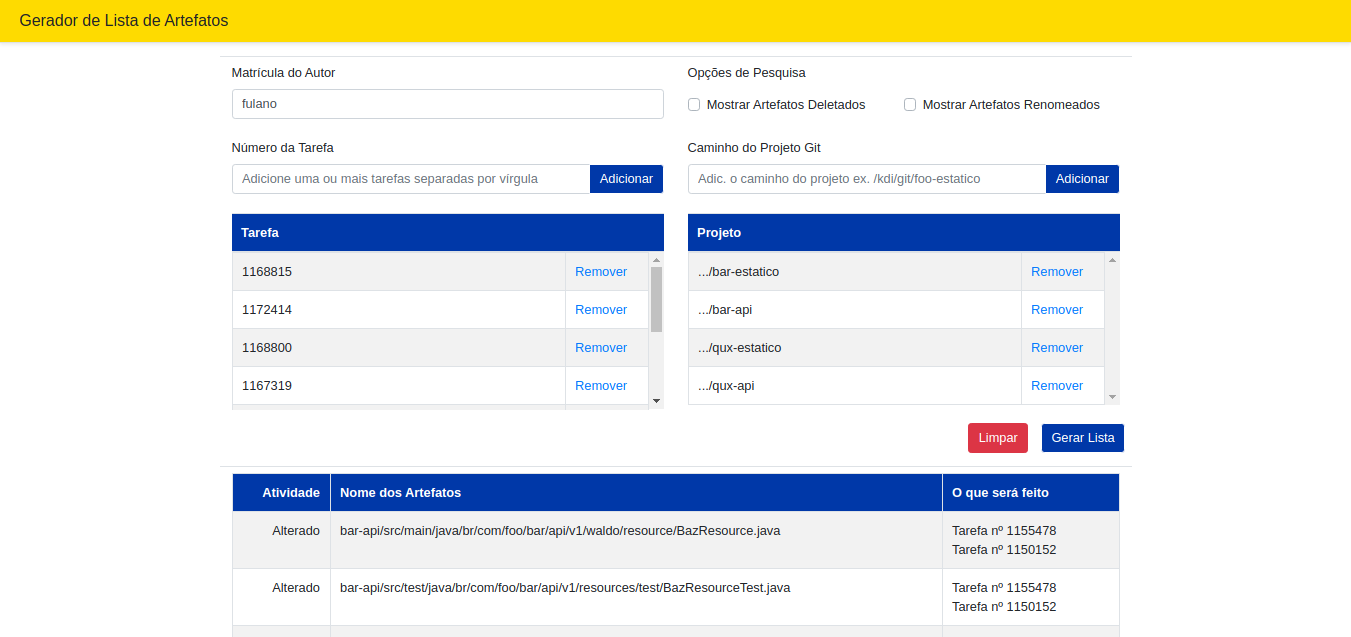 Gerador de Lista de Artefatos
Matrícula do Autor
Opções de Pesquisa
fulano
Mostrar Artefatos Deletados
Mostrar Artefatos Renomeados
Número da Tarefa
Caminho do Projeto Git
Adicione uma ou mais tarefas separadas por vírgula
Adicionar
Adic. o caminho do projeto ex. /kdi/git/foo-estatico
Adicionar
Tarefa
1168815 Remover
1172414 Remover
1168800 Remover
1167319 Remover
Projeto
.../bar-estatico Remover
.../bar-api Remover
.../qux-estatico Remover
.../qux-api Remover
Limpar
Gerar Lista
Atividade Nome dos Artefatos O que será feito
Alterado bar-api/src/main/java/br/com/foo/bar/api/v1/waldo/resource/BazResource.java Tarefa nº 1155478
Tarefa nº 1150152
Alterado bar-api/src/test/java/br/com/foo/bar/api/v1/resources/test/BazResourceTest.java Tarefa nº 1155478
Tarefa nº 1150152